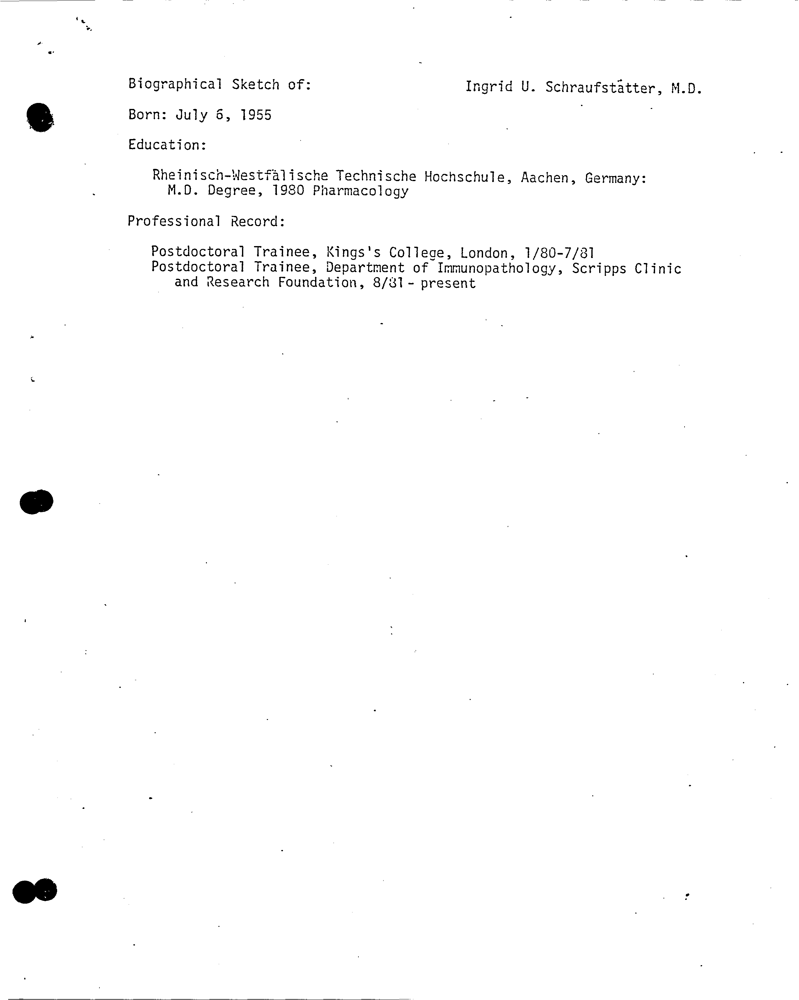 Biographical Sketch of: Ingrid U. Schraufstätter, M.D.
Born: July 6, 1955
Education:
Rheinisch-Westfälische Technische Hochschule, Aachen, Germany:
M.D. Degree, 1980 Pharmacology
Professional Record:
Postdoctoral Trainee, Kings's College, London, 1/80-7/81
Postdoctoral Trainee, Department of Immunopathology, Scripps Clinic
and Research Foundation, 8/81 - present